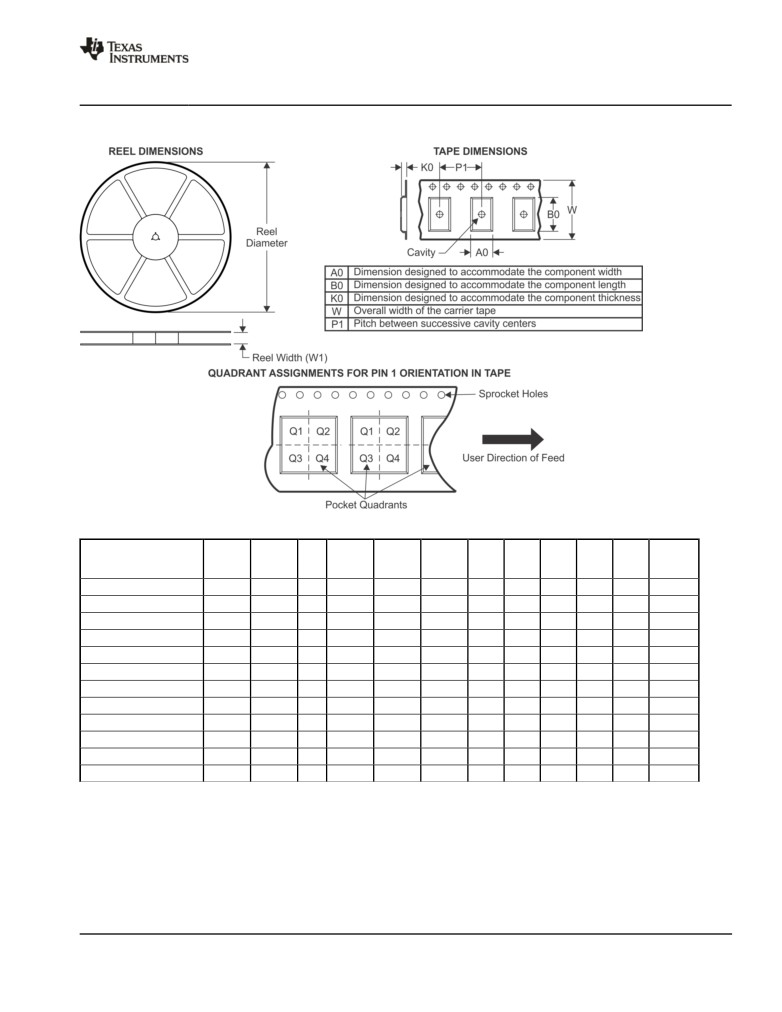 TEXAS
INSTRUMENTS
REEL DIMENSIONS
Reel
Diameter
Reel Width (W1)
TAPE DIMENSIONS
K0 P1
B0 W
Cavity A0
A0 Dimension designed to accommodate the component width
B0 Dimension designed to accommodate the component length
K0 Dimension designed to accommodate the component thickness
W Overall width of the carrier tape
P1 Pitch between successive cavity centers
QUADRANT ASSIGNMENTS FOR PIN 1 ORIENTATION IN TAPE
Sprocket Holes
Q1 Q2 Q1 Q2
Q3 Q4 Q3 Q4
User Direction of Feed
Pocket Quadrants